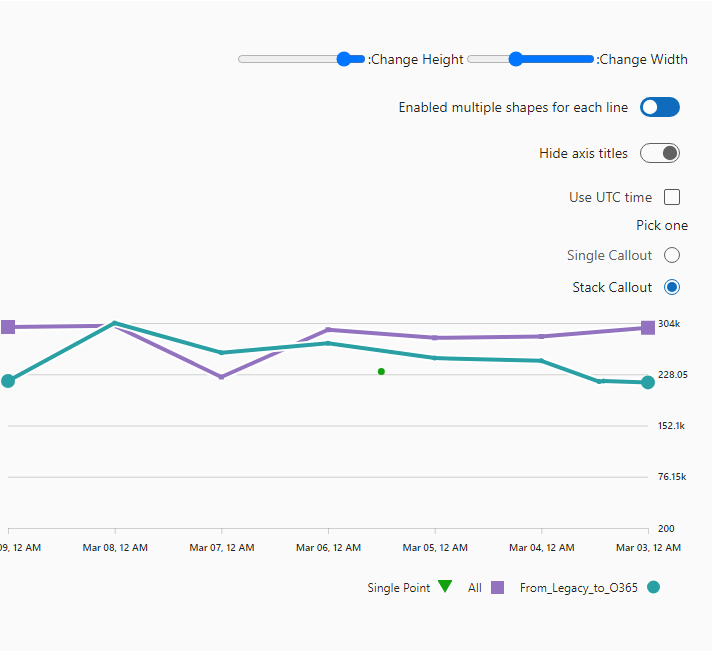 :Change Height :Change Width
Enabled multiple shapes for each line
Hide axis titles
Use UTC time
Pick one
Single Callout
Stack Callout
304k
228.05
152.1k
76.15k
200
09, 12 AM Mar 08, 12 AM Mar 07, 12 AM Mar 06, 12 AM Mar 05, 12 AM Mar 04, 12 AM Mar 03, 12 AM
Single Point All From_Legacy_to_O365